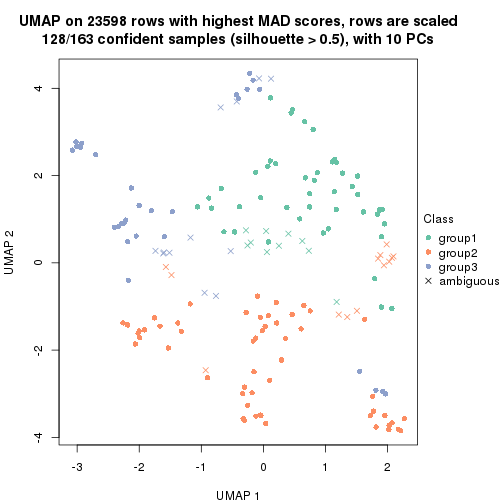 UMAP on 23598 rows with highest MAD scores, rows are scaled
128/163 confident samples (silhouette > 0.5), with 10 PCs
4
2
0
-2
-4
UMAP 2
-3
-2
-1
0
1
2
UMAP 1
Class
group1
group2
group3
ambiguous